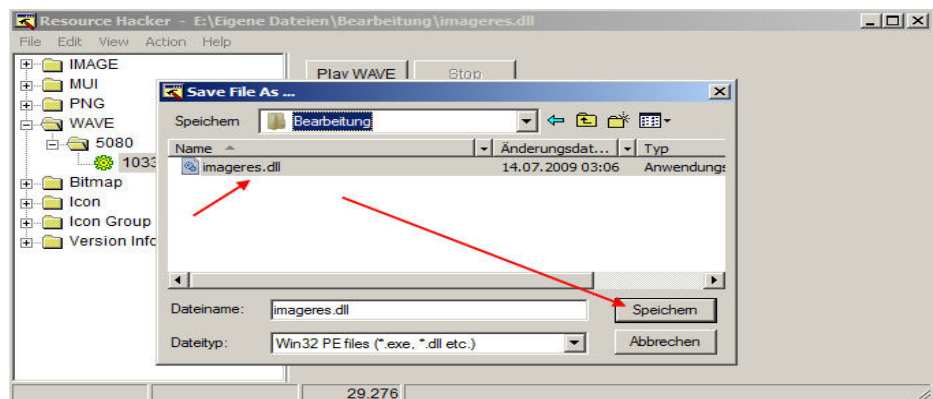 Resource Hacker - E:\Eigene Dateien\Bearbeitung\imageres.dll
File Edit View Action Help
IMAGE
MUI
PNG
WAVE
5080
1033
Bitmap
Icon
Icon Group
Version Info
Play WAVE Stop
Save File As ...
Speichern Bearbeitung
Name Änderungsdat... Typ
imageres.dll 14.07.2009 03:06 Anwendungs
Dateiname: imageres.dll Speichern
Dateityp: Win32 PE files (*.exe, *.dll etc.) Abbrechen
29.276